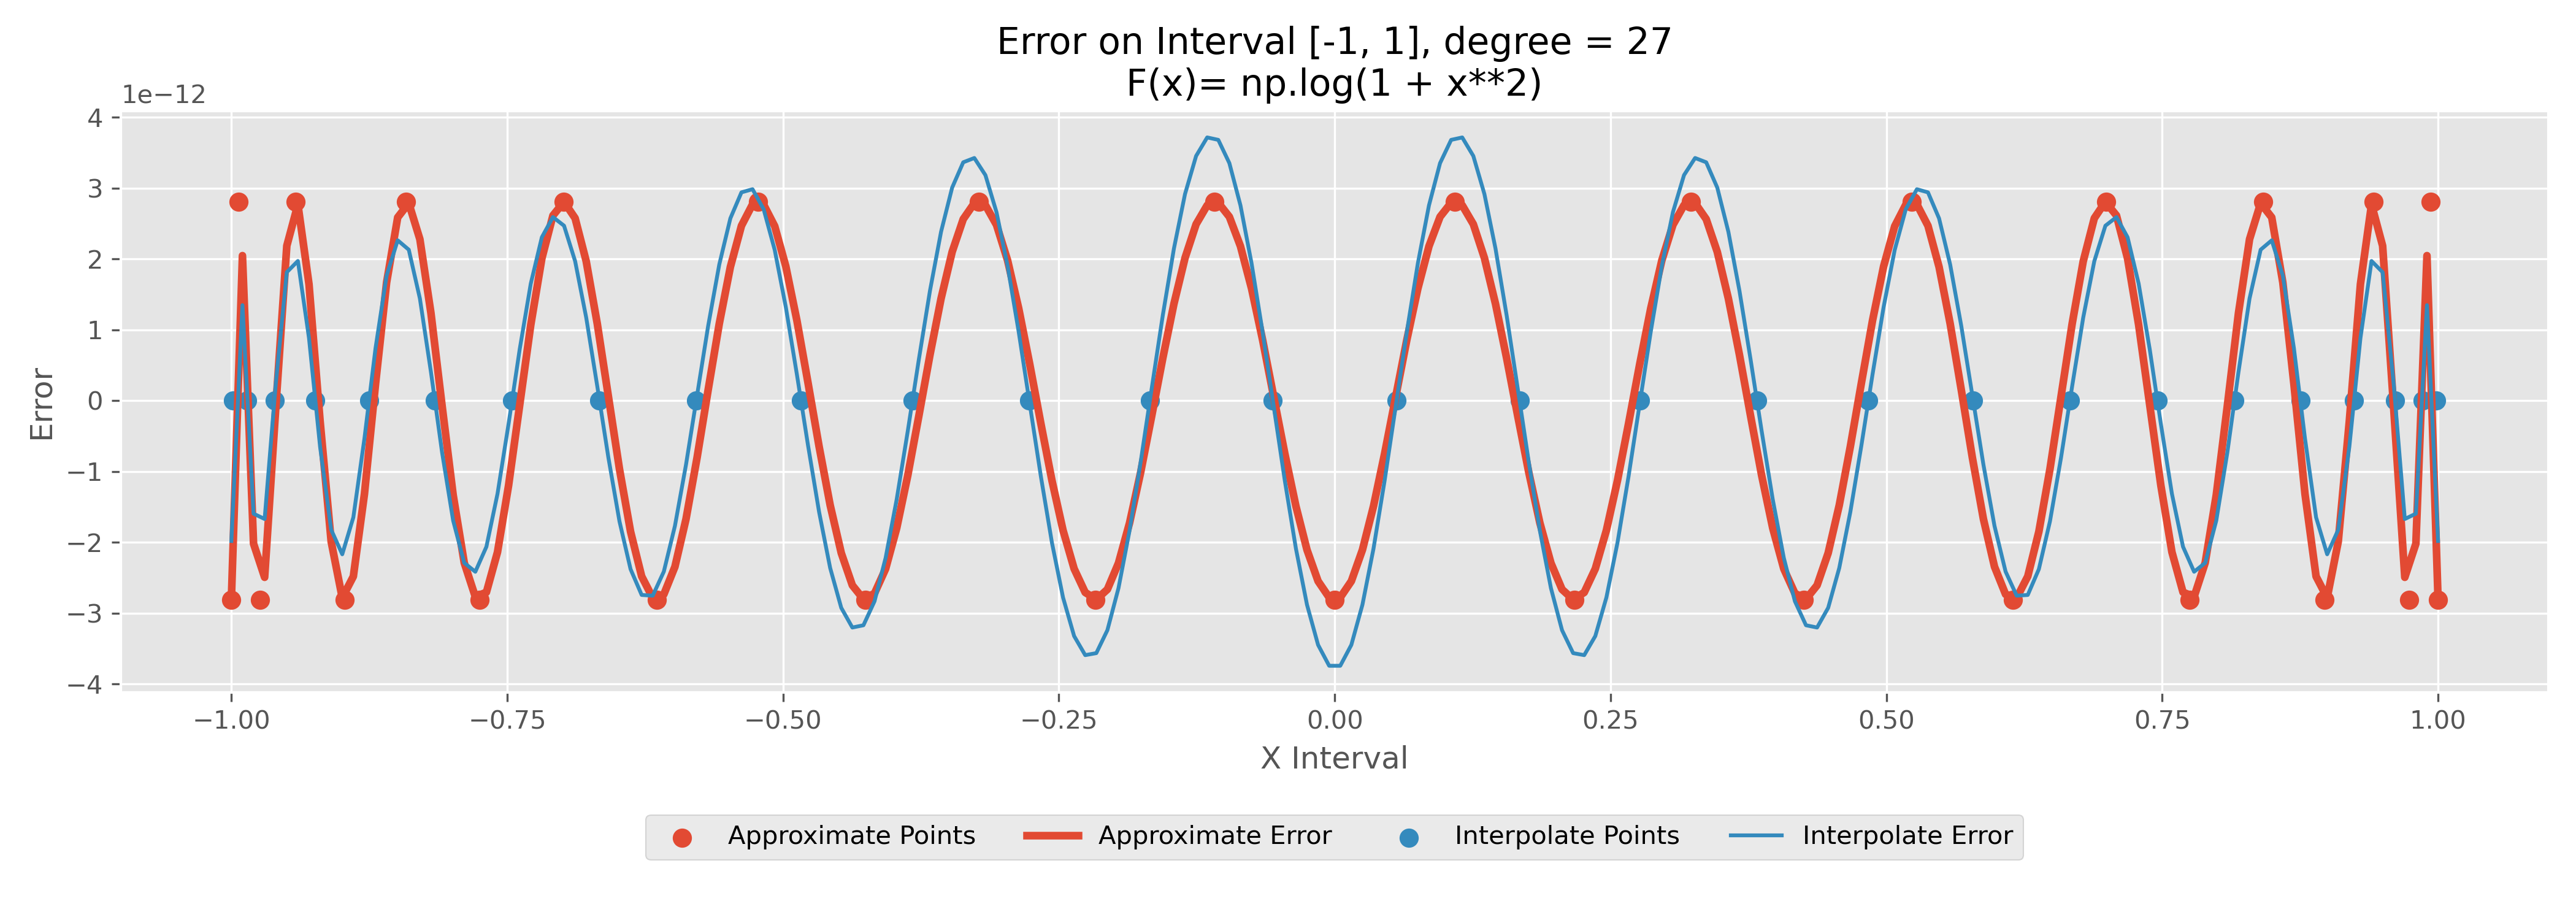 Error on Interval [-1, 1], degree = 27
F(x)= np.log(1 + x**2)
1e−12
4
3
2
1
0
−1
−2
−3
−4
Error
−1.00 −0.75 −0.50 −0.25 0.00 0.25 0.50 0.75 1.00
X Interval
Approximate Points Approximate Error Interpolate Points Interpolate Error